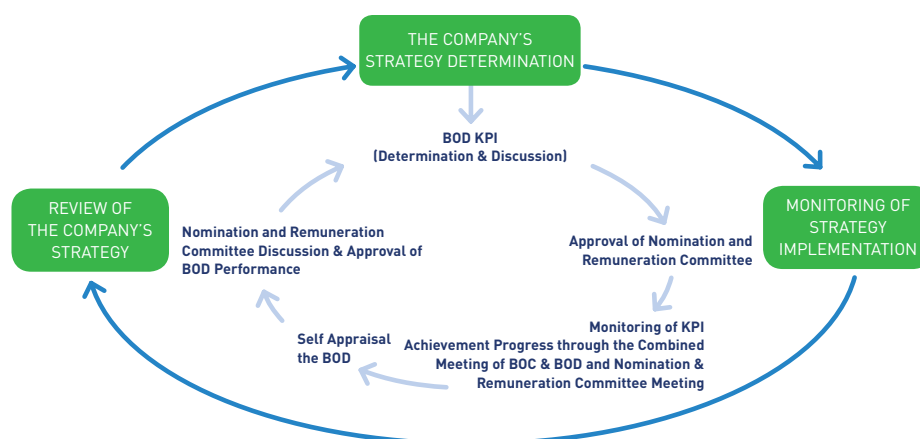 THE COMPANY'S
STRATEGY DETERMINATION
BOD KPI
(Determination & Discussion)
REVIEW OF
THE COMPANY'S
STRATEGY
MONITORING OF
STRATEGY
IMPLEMENTATION
Nomination and Remuneration
Committee Discussion & Approval of
BOD Performance
Approval of Nomination and
Remuneration Committee
Self Appraisal
the BOD
Monitoring of KPI
Achievement Progress through the Combined
Meeting of BOC & BOD and Nomination &
Remuneration Committee Meeting